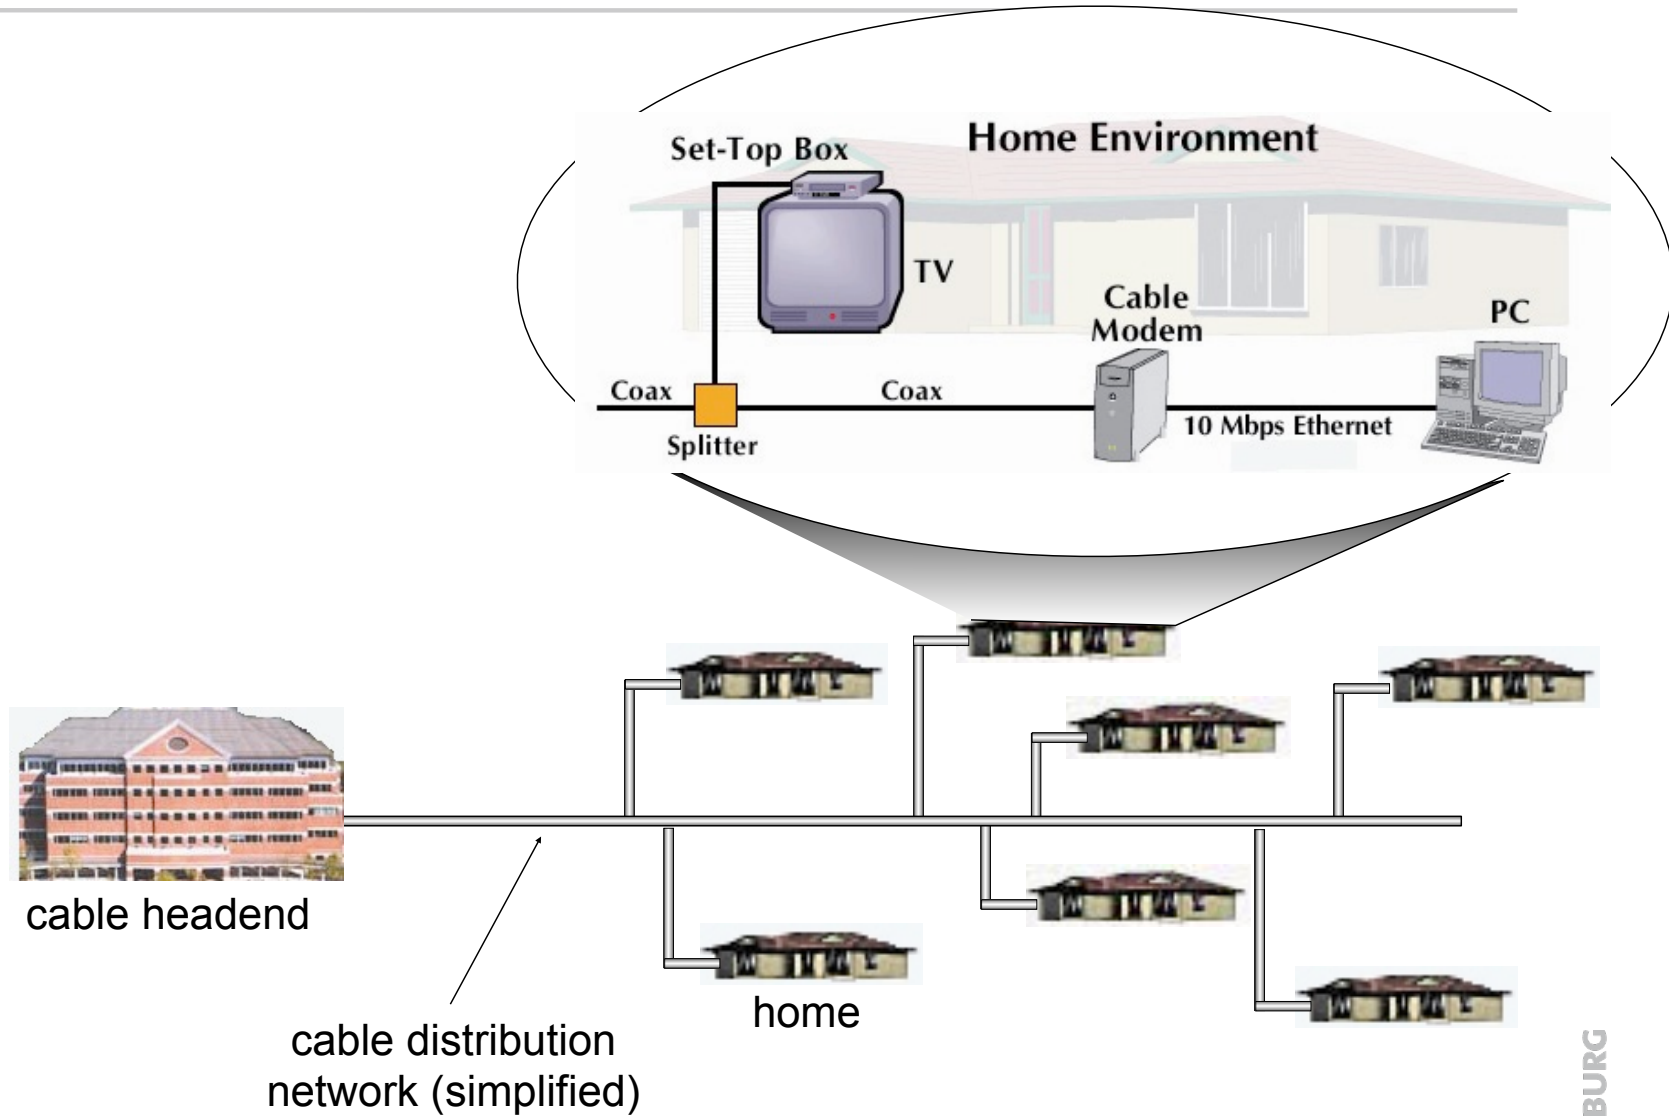 Home Environment
Set-Top Box
TV
Cable
Modem
PC
Coax
Coax
10 Mbps Ethernet
Splitter
cable headend
home
cable distribution
network (simplified)
BURG